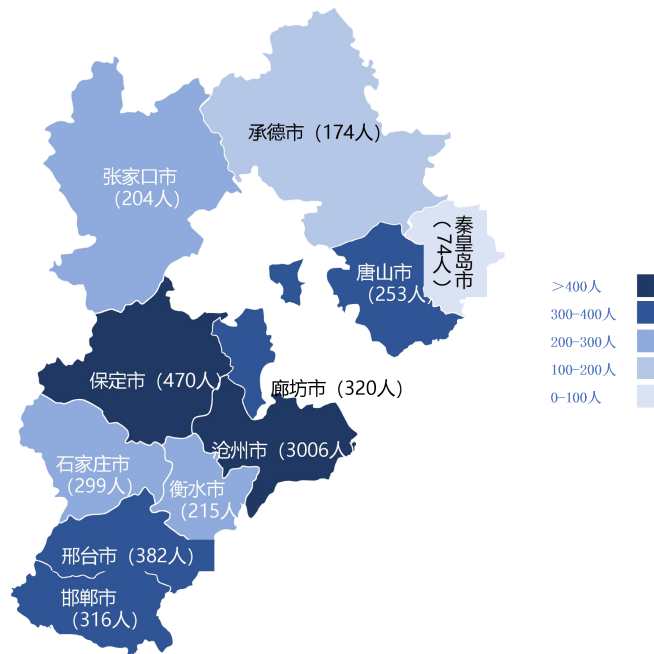 承德市（174人）
张家口市
（204人）
秦皇岛市
（74人）
唐山市
（253人）
>400人
300-400人
200-300人
100-200人
0-100人
保定市（470人）
廊坊市（320人）
沧州市（3006人）
石家庄市
（299人）
衡水市
（215人）
邢台市（382人）
邯郸市
（316人）